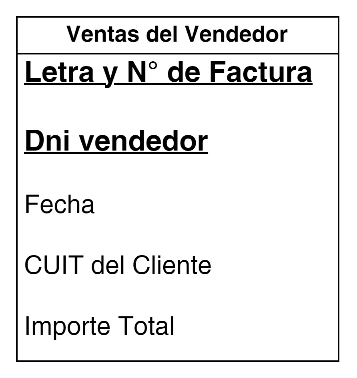 Ventas del Vendedor
Letra y N° de Factura
Dni vendedor
Fecha
CUIT del Cliente
Importe Total